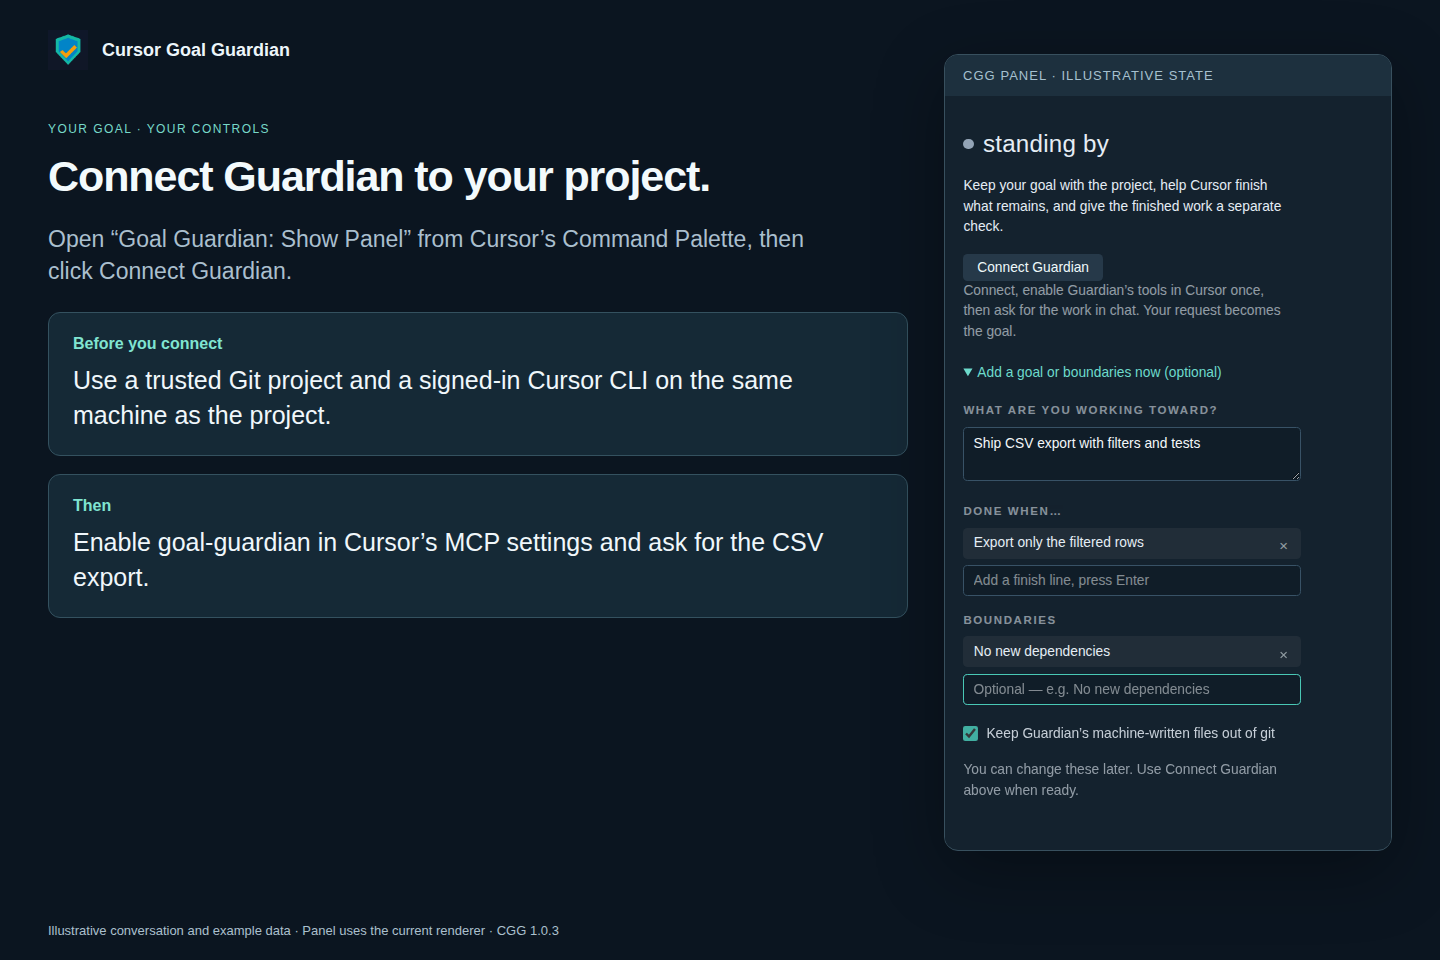 Cursor Goal Guardian
YOUR GOAL · YOUR CONTROLS
Connect Guardian to your project.
Open “Goal Guardian: Show Panel” from Cursor’s Command Palette, then
click Connect Guardian.
Before you connect
Use a trusted Git project and a signed-in Cursor CLI on the same
machine as the project.
Then
Enable goal-guardian in Cursor’s MCP settings and ask for the CSV
export.
CGG PANEL · ILLUSTRATIVE STATE
standing by
Keep your goal with the project, help Cursor finish
what remains, and give the finished work a separate
check.
Connect Guardian
Connect, enable Guardian’s tools in Cursor once,
then ask for the work in chat. Your request becomes
the goal.
Add a goal or boundaries now (optional)
WHAT ARE YOU WORKING TOWARD?
Ship CSV export with filters and tests
DONE WHEN…
Export only the filtered rows ×
Add a finish line, press Enter
BOUNDARIES
No new dependencies ×
Optional — e.g. No new dependencies
Keep Guardian’s machine-written files out of git
You can change these later. Use Connect Guardian
above when ready.
Illustrative conversation and example data · Panel uses the current renderer · CGG 1.0.3